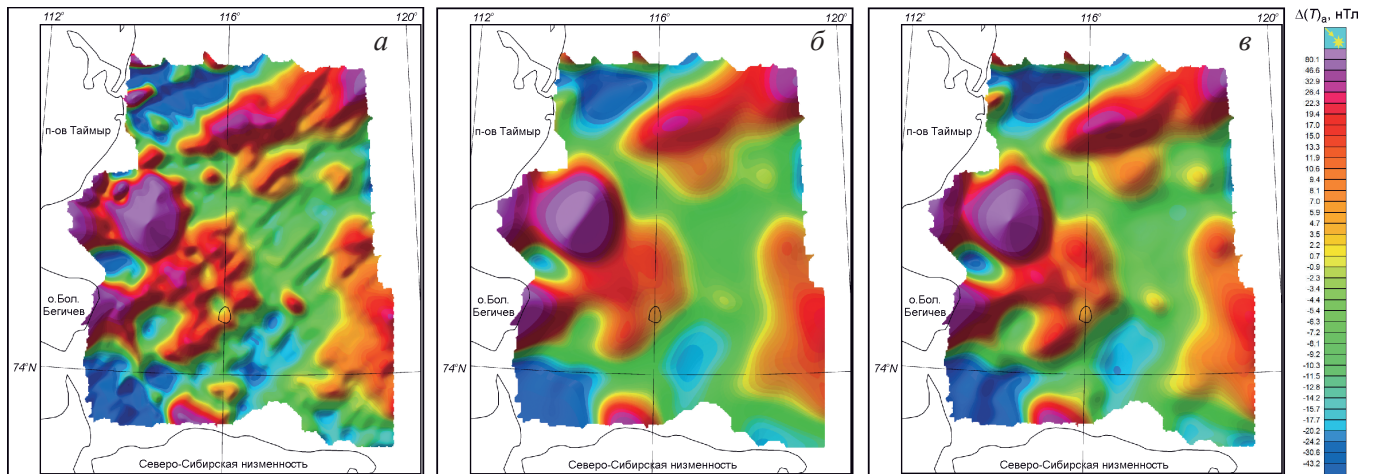 112°
116°
120°
а
п-ов Таймыр
о.Бол.
Бегичев
74°N
Северо-Сибирская низменность
112°
116°
120°
б
п-ов Таймыр
о.Бол.
Бегичев
74°N
Северо-Сибирская низменность
112°
116°
120°
в
п-ов Таймыр
о.Бол.
Бегичев
74°N
Северо-Сибирская низменность
Δ(T)a, нТл
80.1
46.6
32.9
26.4
22.3
19.4
17.0
15.0
13.3
11.9
10.6
9.4
8.1
7.0
5.9
4.7
3.5
2.2
0.7
-0.9
-2.3
-3.4
-4.4
-5.4
-6.3
-7.2
-8.1
-9.2
-10.3
-11.5
-12.8
-14.2
-15.7
-17.7
-20.2
-24.6
-30.8
-43.2